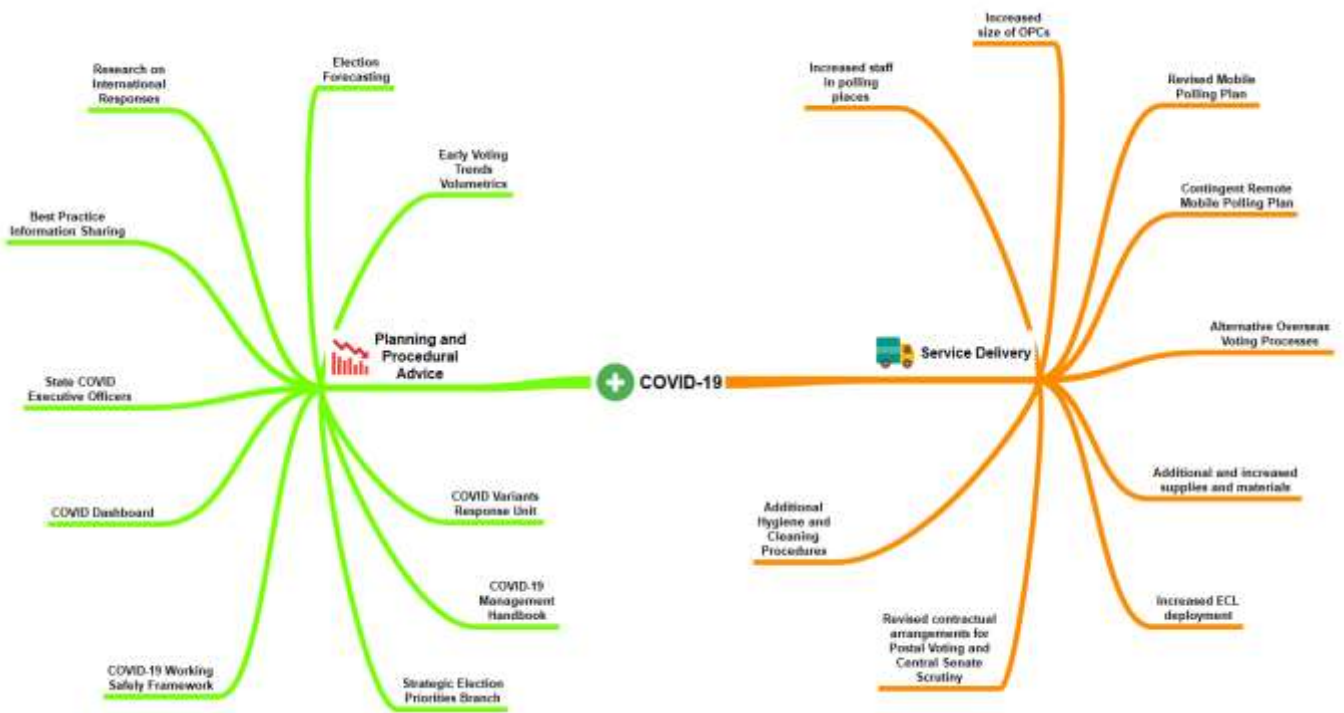 Research on
International
Responses
Election
Forecasting
Early Voting
Trends
Volumetrics
Best Practice
Information Sharing
Planning and
Procedural
Advice
State COVID
Executive Officers
COVID Dashboard
COVID Variants
Response Unit
COVID-19
Management
Handbook
COVID-19 Working
Safety Framework
Strategic Election
Priorities Branch
COVID-19
Service Delivery
Increased
size of OPCs
Increased staff
in polling
places
Revised Mobile
Polling Plan
Contingent Remote
Mobile Polling Plan
Alternative Overseas
Voting Processes
Additional and increased
supplies and materials
Additional
Hygiene and
Cleaning
Procedures
Increased ECL
deployment
Revised contractual
arrangements for
Postal Voting and
Central Senate
Scrutiny